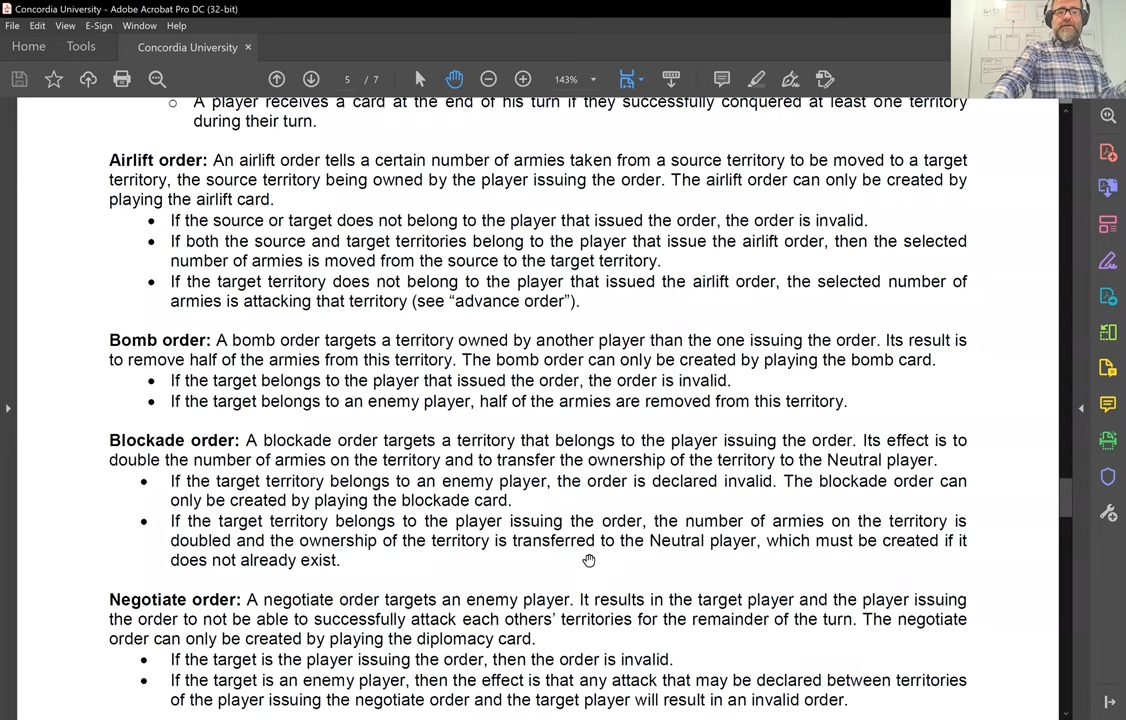 Concordia University - Adobe Acrobat Pro DC (32-bit)
File Edit View E-Sign Window Help
Home Tools Concordia University ×
5 / 7 143%
o A player receives a card at the end of his turn if they successfully conquered at least one territory
during their turn.
Airlift order: An airlift order tells a certain number of armies taken from a source territory to be moved to a target
territory, the source territory being owned by the player issuing the order. The airlift order can only be created by
playing the airlift card.
• If the source or target does not belong to the player that issued the order, the order is invalid.
• If both the source and target territories belong to the player that issue the airlift order, then the selected
number of armies is moved from the source to the target territory.
• If the target territory does not belong to the player that issued the airlift order, the selected number of
armies is attacking that territory (see “advance order”).
Bomb order: A bomb order targets a territory owned by another player than the one issuing the order. Its result is
to remove half of the armies from this territory. The bomb order can only be created by playing the bomb card.
• If the target belongs to the player that issued the order, the order is invalid.
• If the target belongs to an enemy player, half of the armies are removed from this territory.
Blockade order: A blockade order targets a territory that belongs to the player issuing the order. Its effect is to
double the number of armies on the territory and to transfer the ownership of the territory to the Neutral player.
• If the target territory belongs to an enemy player, the order is declared invalid. The blockade order can
only be created by playing the blockade card.
• If the target territory belongs to the player issuing the order, the number of armies on the territory is
doubled and the ownership of the territory is transferred to the Neutral player, which must be created if it
does not already exist.
Negotiate order: A negotiate order targets an enemy player. It results in the target player and the player issuing
the order to not be able to successfully attack each others’ territories for the remainder of the turn. The negotiate
order can only be created by playing the diplomacy card.
• If the target is the player issuing the order, then the order is invalid.
• If the target is an enemy player, then the effect is that any attack that may be declared between territories
of the player issuing the negotiate order and the target player will result in an invalid order.